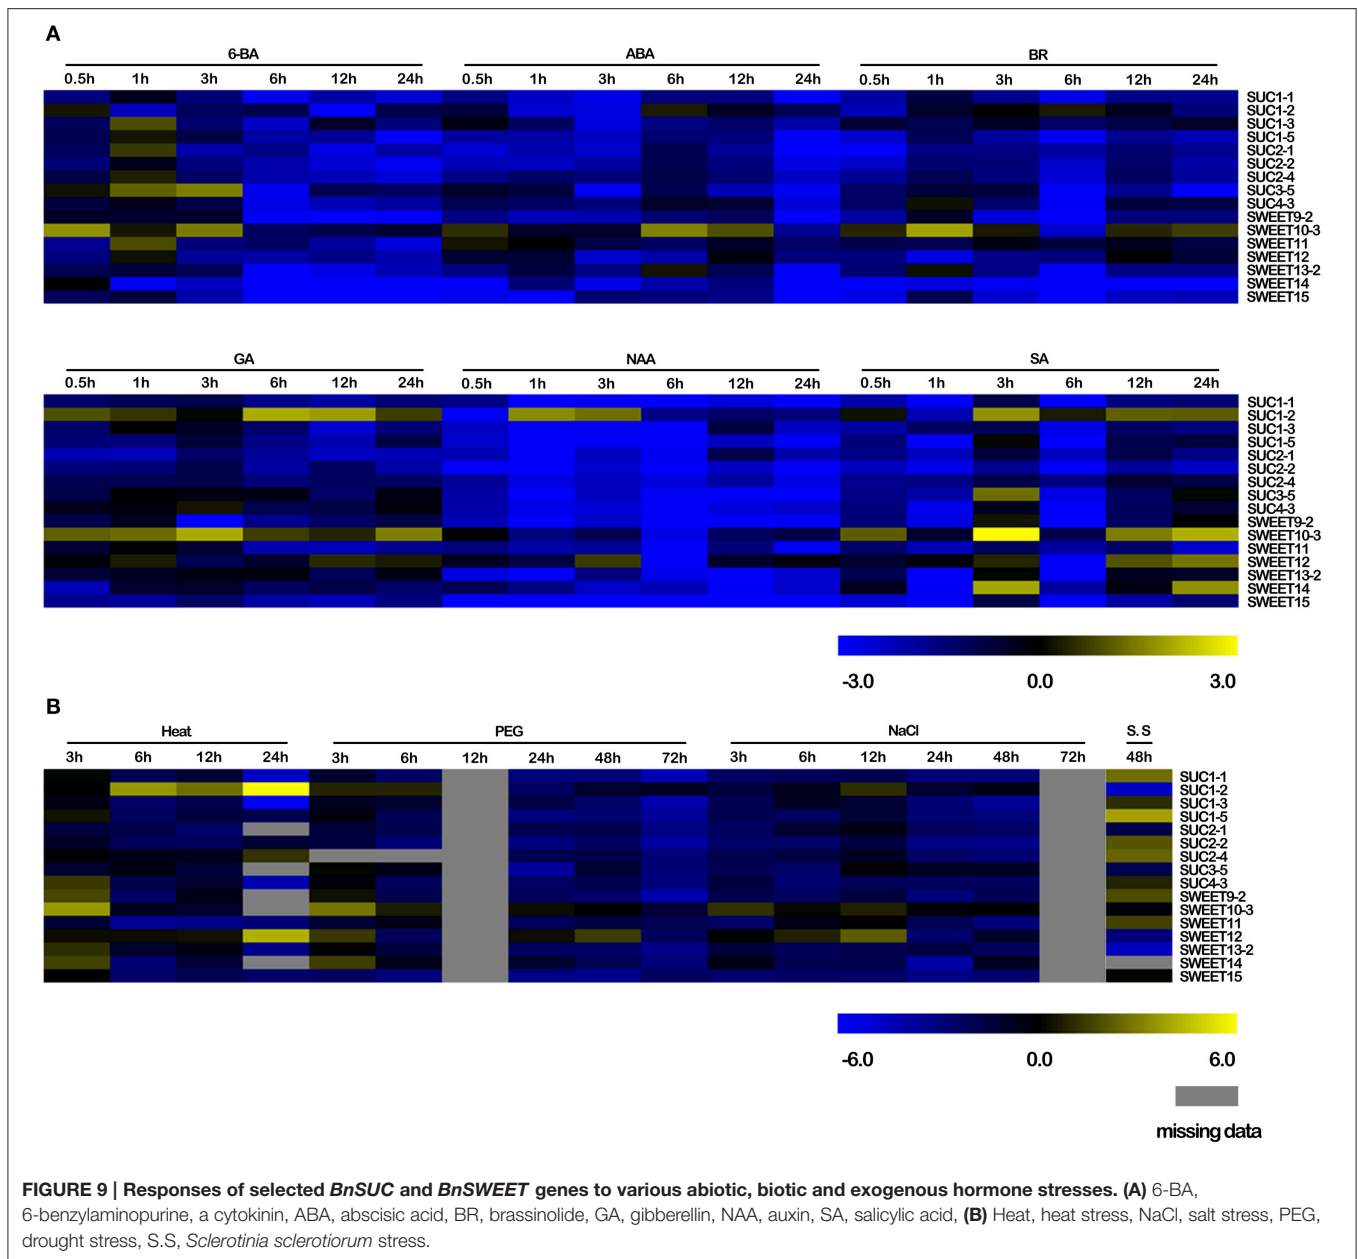 A
6-BA ABA BR
0.5h 1h 3h 6h 12h 24h 0.5h 1h 3h 6h 12h 24h 0.5h 1h 3h 6h 12h 24h
SUC1-1
SUC1-2
SUC1-3
SUC1-5
SUC2-1
SUC2-2
SUC2-4
SUC3-5
SUC4-3
SWEET9-2
SWEET10-3
SWEET11
SWEET12
SWEET13-2
SWEET14
SWEET15
GA NAA SA
0.5h 1h 3h 6h 12h 24h 0.5h 1h 3h 6h 12h 24h 0.5h 1h 3h 6h 12h 24h
SUC1-1
SUC1-2
SUC1-3
SUC1-5
SUC2-1
SUC2-2
SUC2-4
SUC3-5
SUC4-3
SWEET9-2
SWEET10-3
SWEET11
SWEET12
SWEET13-2
SWEET14
SWEET15
-3.0 0.0 3.0
B
Heat PEG NaCl S. S
3h 6h 12h 24h 3h 6h 12h 24h 48h 72h 3h 6h 12h 24h 48h 72h 48h
SUC1-1
SUC1-2
SUC1-3
SUC1-5
SUC2-1
SUC2-2
SUC2-4
SUC3-5
SUC4-3
SWEET9-2
SWEET10-3
SWEET11
SWEET12
SWEET13-2
SWEET14
SWEET15
-6.0 0.0 6.0
missing data
FIGURE 9 | Responses of selected BnSUC and BnSWEET genes to various abiotic, biotic and exogenous hormone stresses. (A) 6-BA,
6-benzylaminopurine, a cytokinin, ABA, abscisic acid, BR, brassinolide, GA, gibberellin, NAA, auxin, SA, salicylic acid, (B) Heat, heat stress, NaCl, salt stress, PEG,
drought stress, S.S, Sclerotinia sclerotiorum stress.